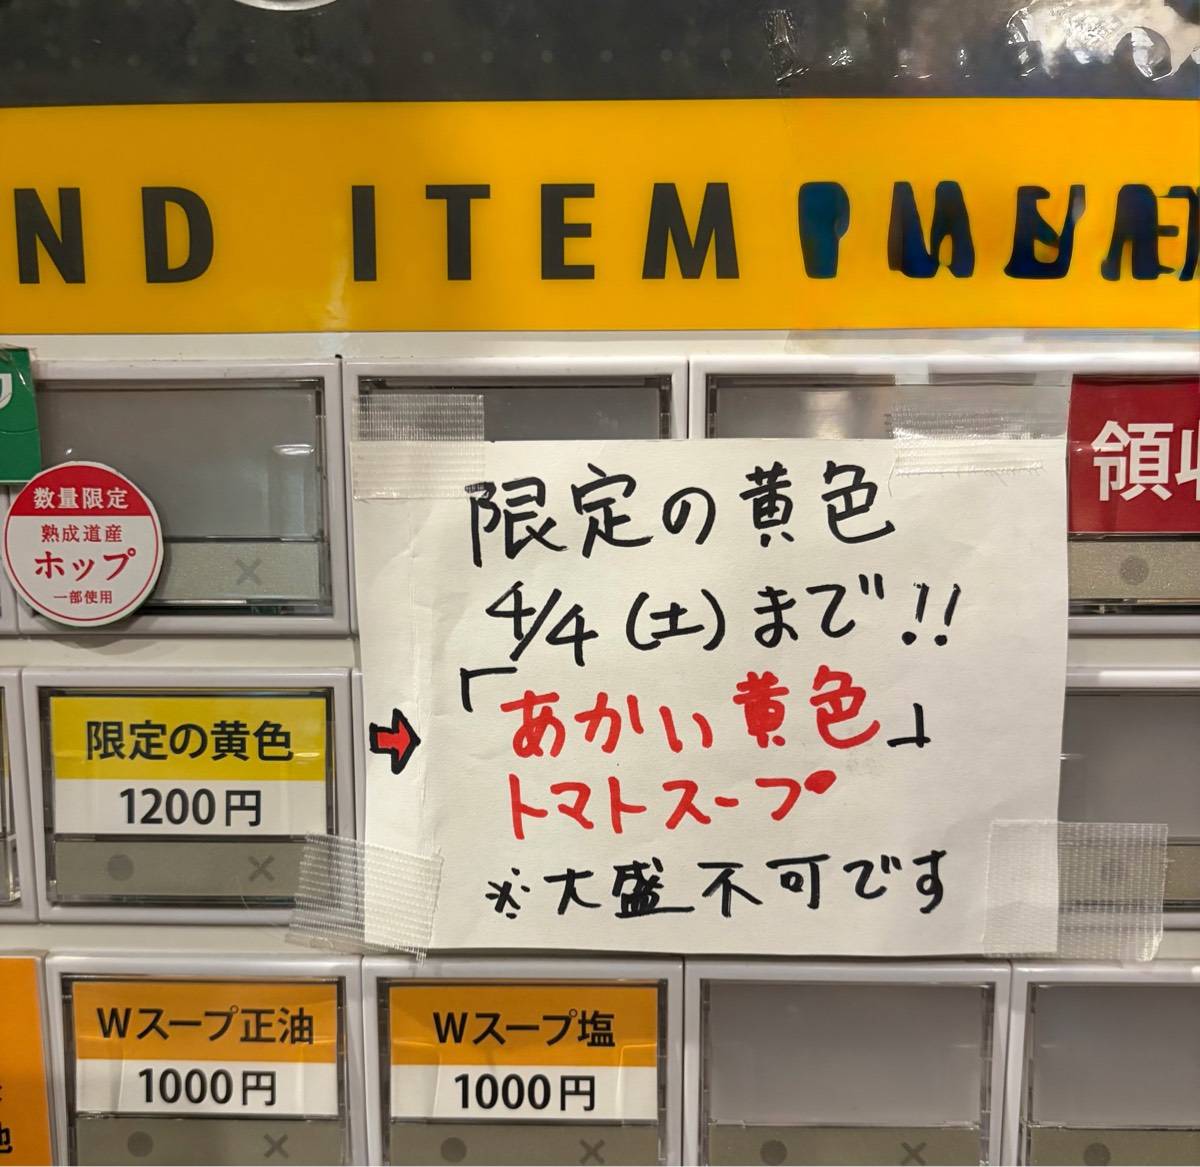 ND ITEM
数量限定
熟成道産
ホップ
一部使用
限定の黄色
4/4(土)まで!!
「あかい黄色」
トマトスープ
※大盛不可です
限定の黄色
1200円
Wスープ正油
1000円
Wスープ塩
1000円